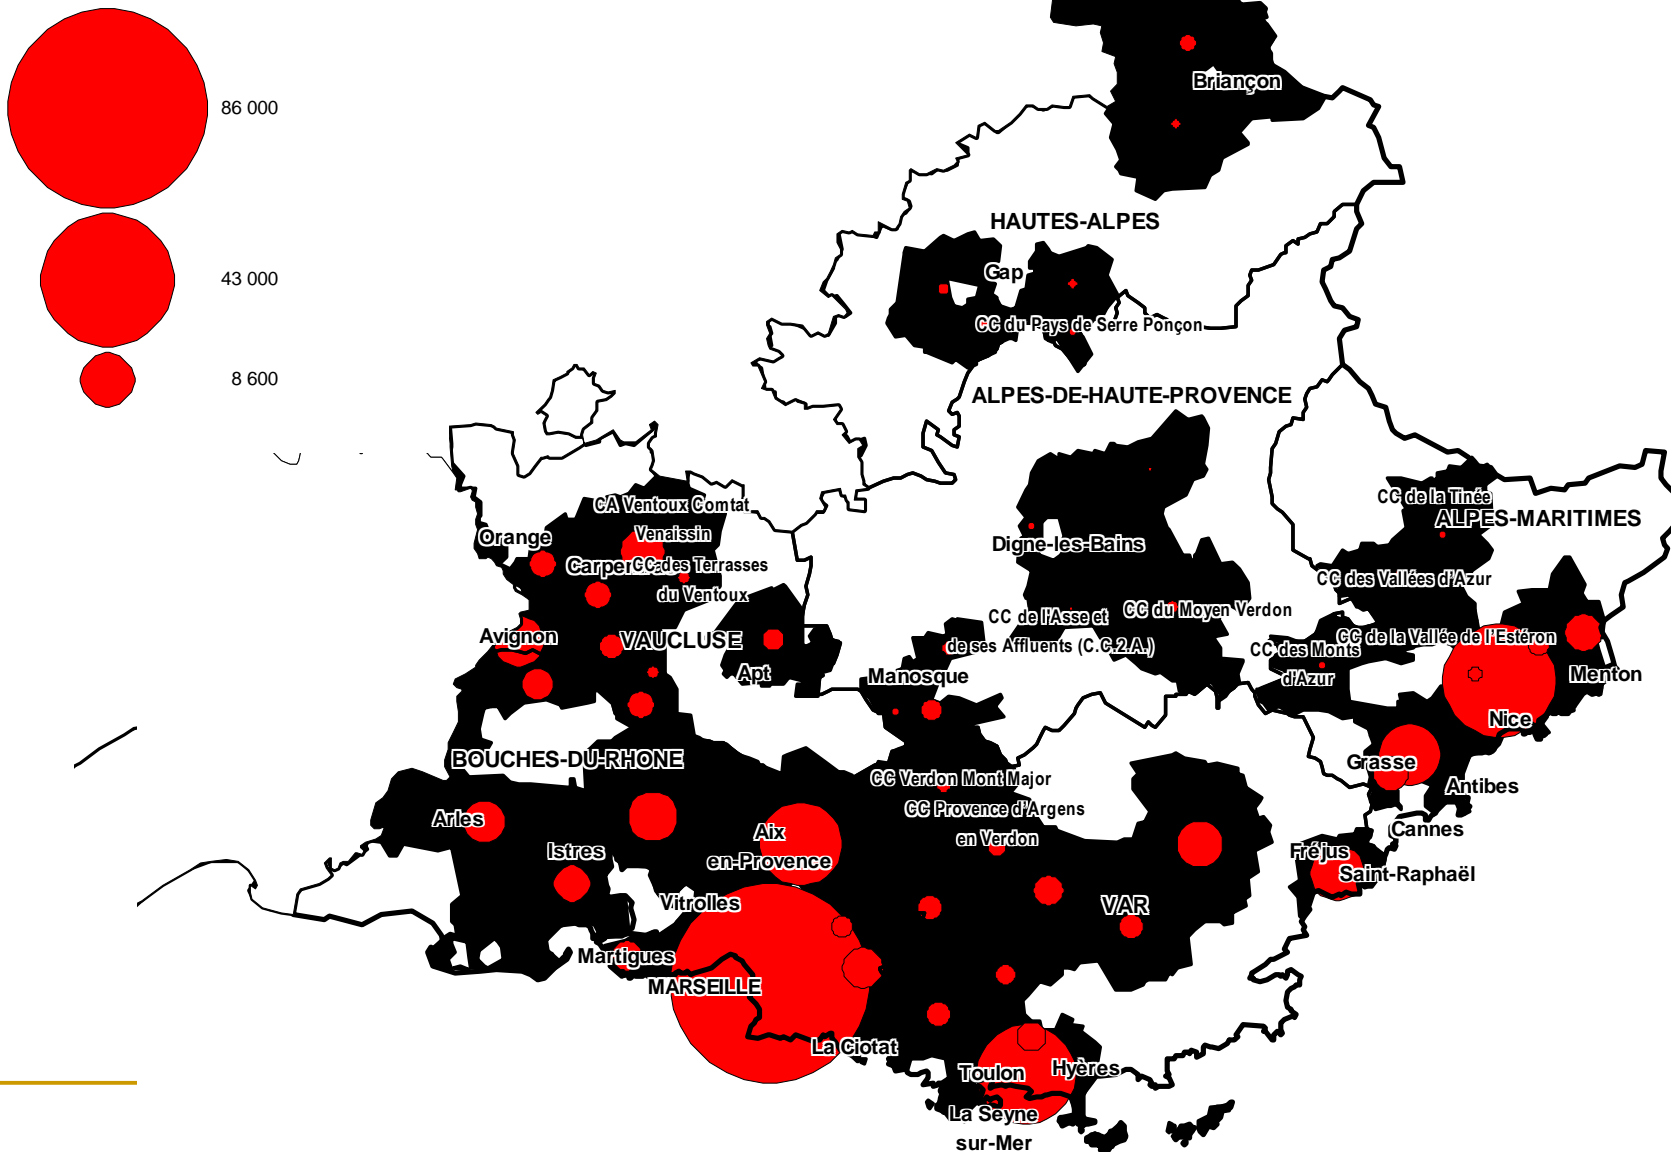 86 000
43 000
8 600
Briançon
HAUTES-ALPES
Gap
CC du Pays de Serre Ponçon
ALPES-DE-HAUTE-PROVENCE
CC de la Tinée
ALPES-MARITIMES
CA Ventoux Comtat
Venaissin
Orange
CC des Terrasses
du Ventoux
Digne-les-Bains
CC des Vallées d'Azur
CC de l'Asse et
de ses Affluents (C.C.2.A.)
CC du Moyen Verdon
Avignon
VAUCLUSE
CC de la Vallée de l'Estéron
CC des Monts
d'Azur
Apt
Manosque
Menton
Nice
BOUCHES-DU-RHONE
Grasse
CC Verdon Mont Major
Antibes
CC Provence d'Argens
en Verdon
Arles
Aix
en-Provence
Cannes
Istres
Fréjus
Saint-Raphaël
Vitrolles
VAR
Martigues
MARSEILLE
La Ciotat
Toulon
Hyères
La Seyne
sur-Mer